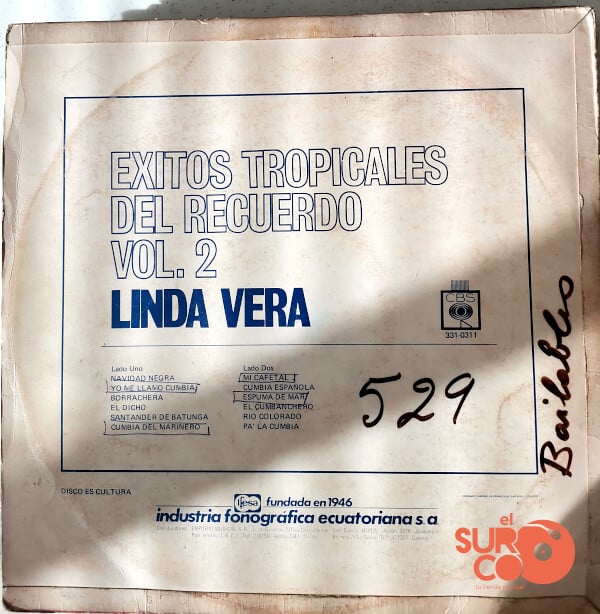 EXITOS TROPICALES
DEL RECUERDO
VOL. 2
LINDA VERA
CBS
331-0311
Lado Uno
NAVIDAD NEGRA
YO ME LLAMO CUMBIA
BORRACHERA
EL DICHO
SANTANDER DE BATUNGA
CUMBIA DEL MARINERO
Lado Dos
MI CAFETAL
CUMBIA ESPAÑOLA
ESPUMA DE MAR
EL CUMBANCHERO
RIO COLORADO
PA' LA CUMBIA
529
Bailables
DISCO ES CULTURA
ifesa fundada en 1946
industria fonográfica ecuatoriana s.a.
el
SURCO